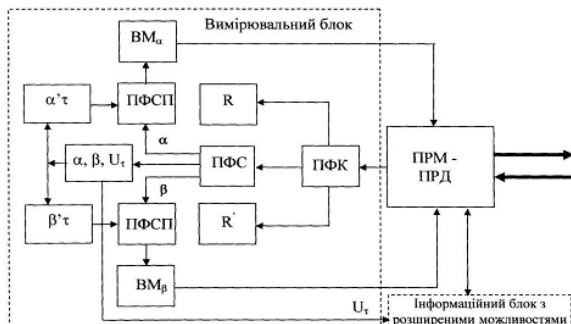 Вимірювальний блок
ВМα
α'τ
ПФСП
R
α
α, β, Uτ
ПФС
ПФК
ПРМ -
ПРД
β
β'τ
ПФСП
R˙
ВМβ
Uτ
Інформаційний блок з
розширеними можливостями